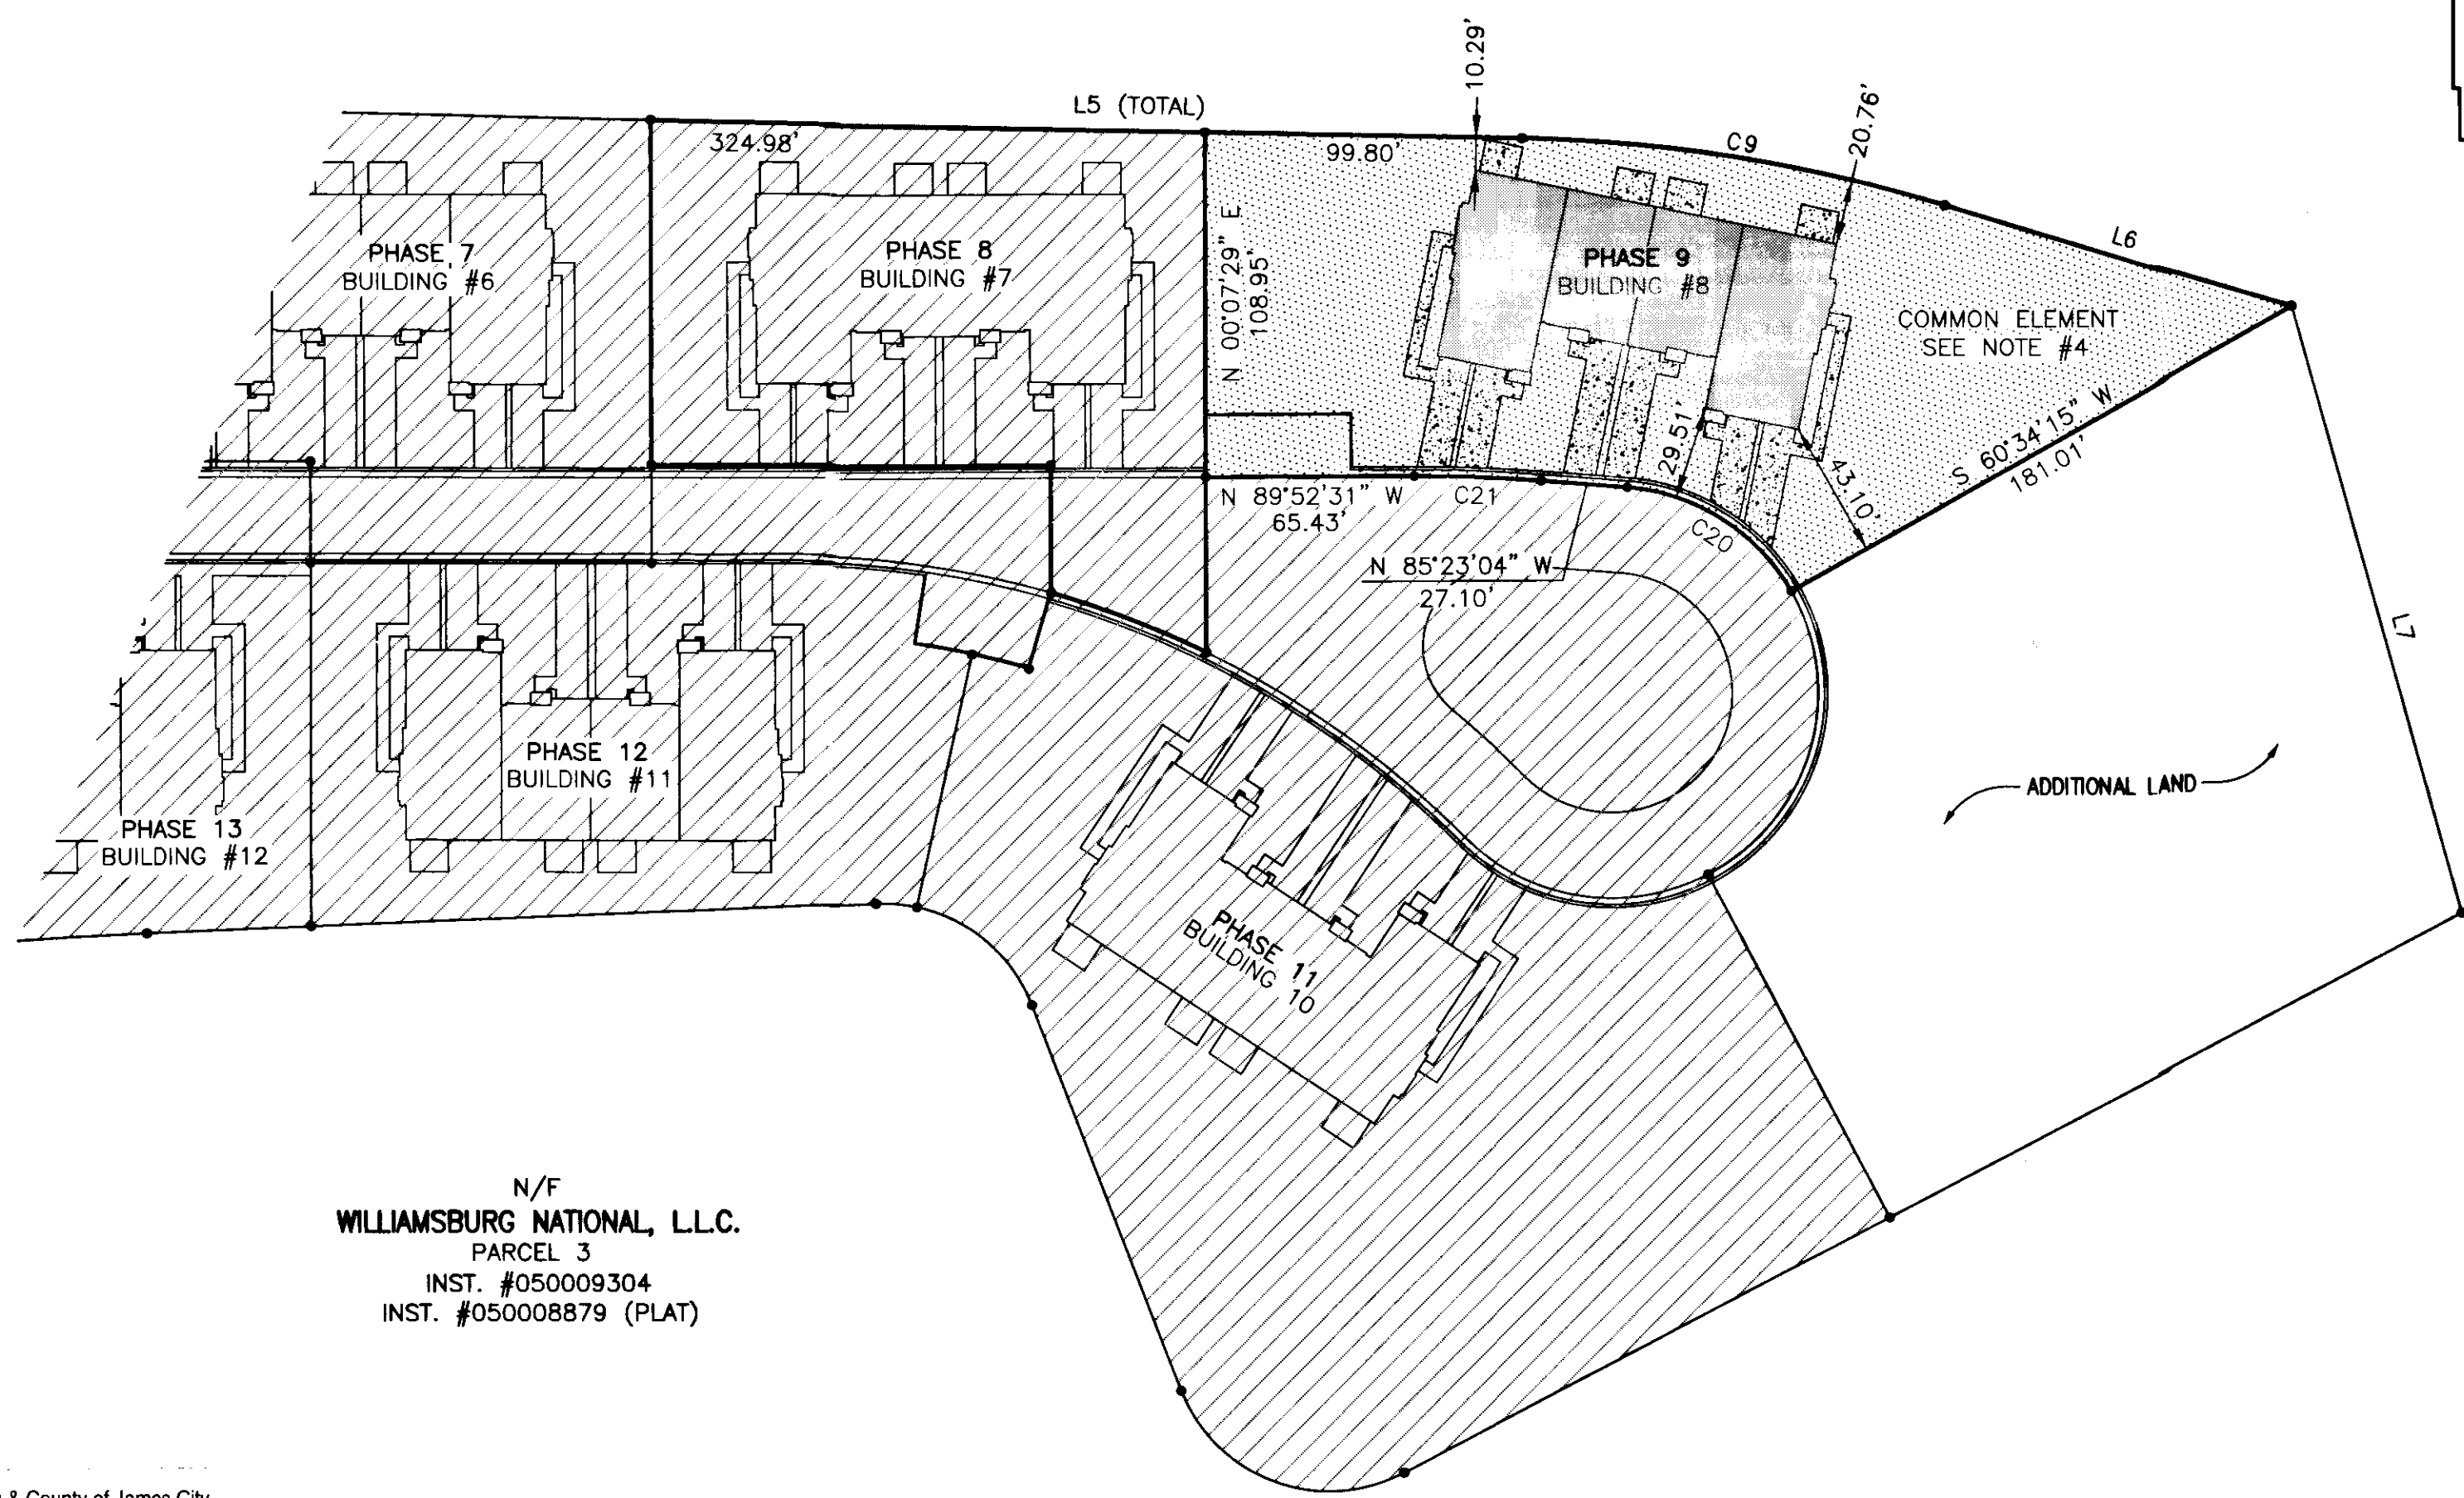 10.29'
L5 (TOTAL)
324.98'
99.80'
C9
20.76'
L6
PHASE 7
BUILDING #6
PHASE 8
BUILDING #7
N 00°07'29" E
108.95'
PHASE 9
BUILDING #8
COMMON ELEMENT
SEE NOTE #4
S 60°34'15" W
181.01'
29.51'
43.10'
N 89°52'31" W
65.43'
C21
C20
N 85°23'04" W
27.10'
L7
PHASE 12
BUILDING #11
ADDITIONAL LAND
PHASE 13
BUILDING #12
PHASE 11
BUILDING 10
N/F
WILLIAMSBURG NATIONAL, L.L.C.
PARCEL 3
INST. #050009304
INST. #050008879 (PLAT)
& County of James City